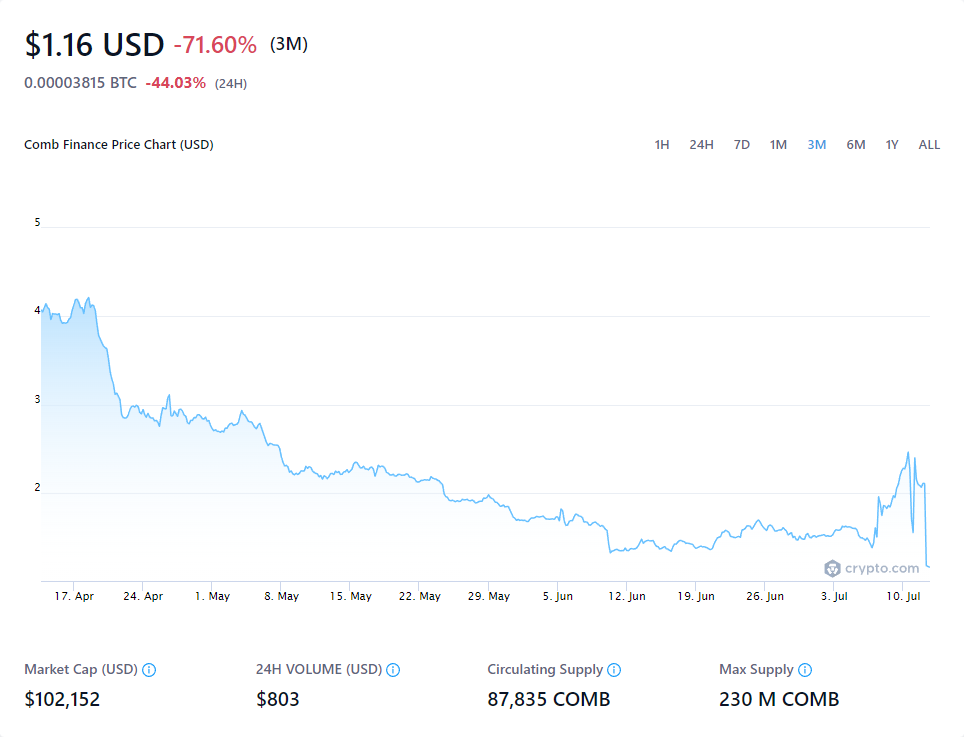 $1.16 USD -71.60% (3M)
0.00003815 BTC -44.03% (24H)
Comb Finance Price Chart (USD)
1H 24H 7D 1M 3M 6M 1Y ALL
5
4
3
2
crypto.com
17. Apr 24. Apr 1. May 8. May 15. May 22. May 29. May 5. Jun 12. Jun 19. Jun 26. Jun 3. Jul 10. Jul
Market Cap (USD) 24H VOLUME (USD) Circulating Supply Max Supply
$102,152 $803 87,835 COMB 230 M COMB